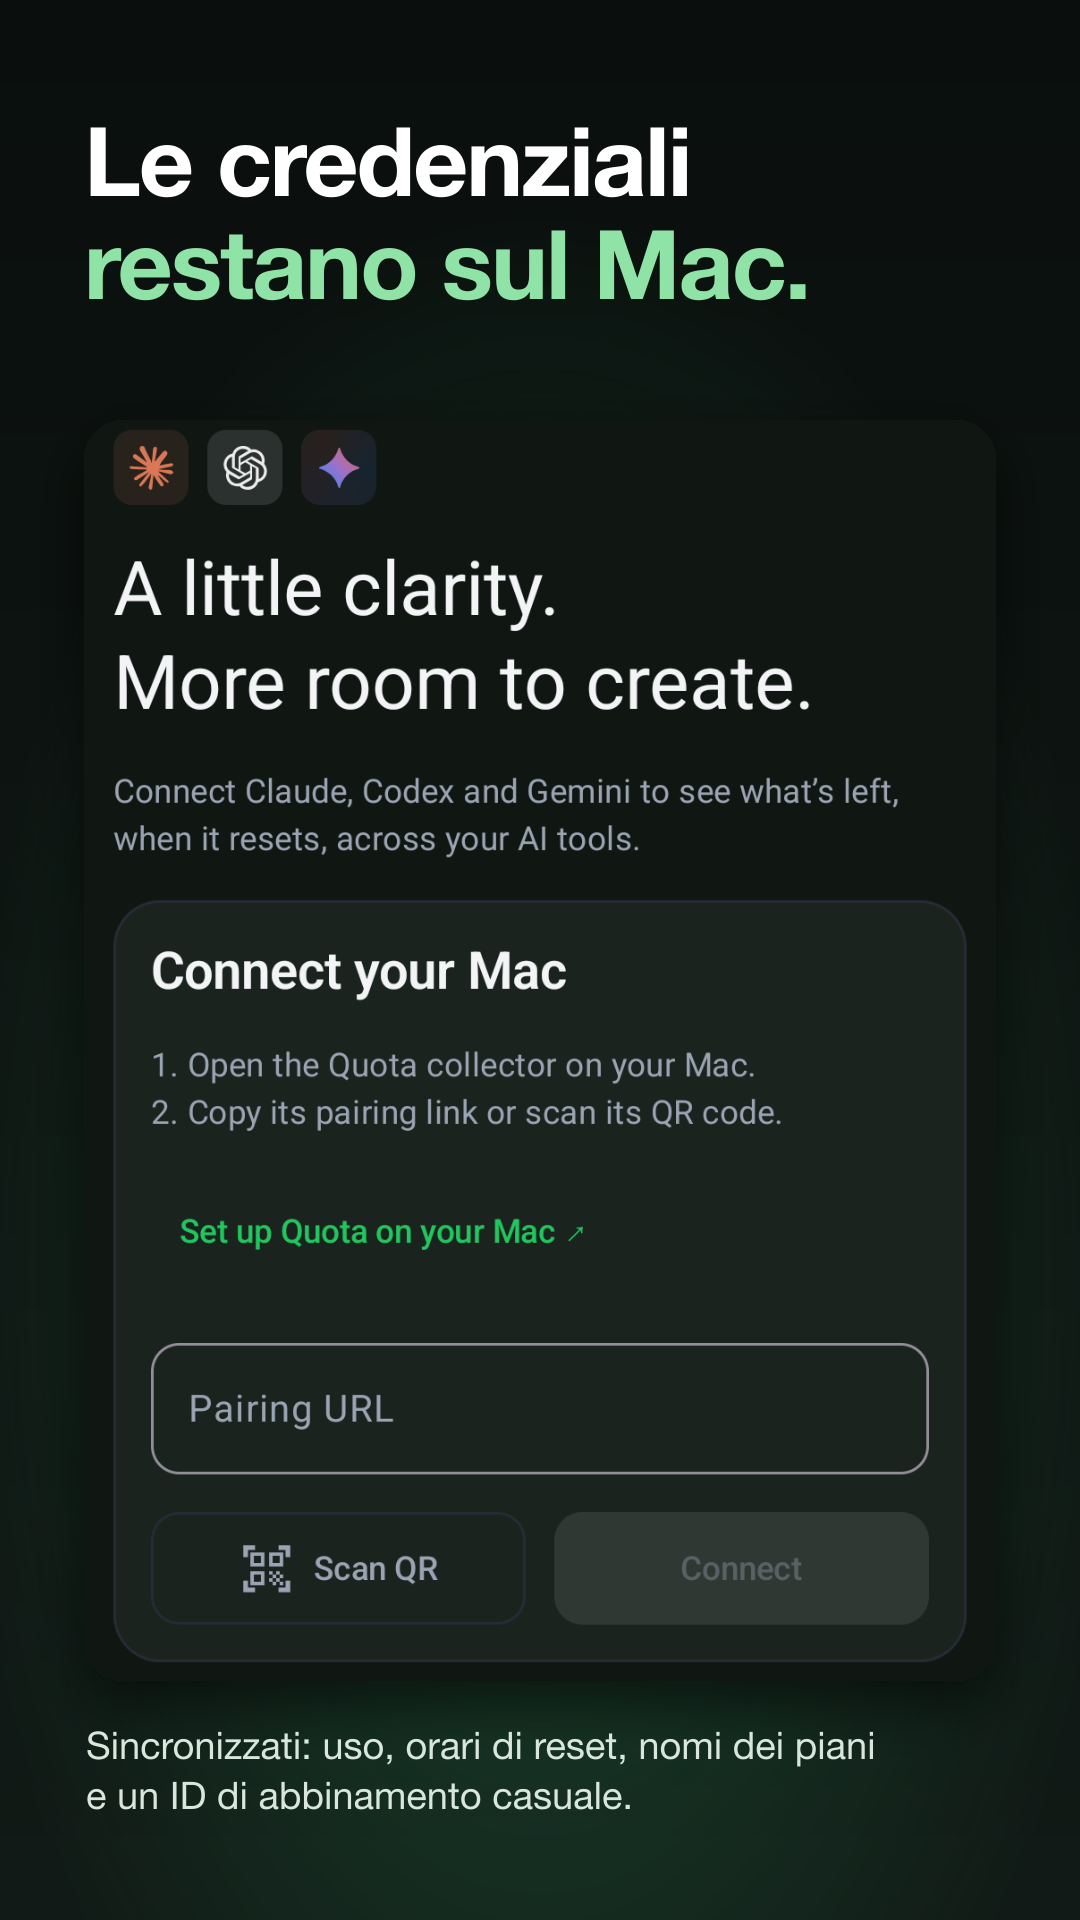 Le credenziali
restano sul Mac.
A little clarity.
More room to create.
Connect Claude, Codex and Gemini to see what’s left,
when it resets, across your AI tools.
Connect your Mac
1. Open the Quota collector on your Mac.
2. Copy its pairing link or scan its QR code.
Set up Quota on your Mac ↗
Pairing URL
Scan QR
Connect
Sincronizzati: uso, orari di reset, nomi dei piani
e un ID di abbinamento casuale.